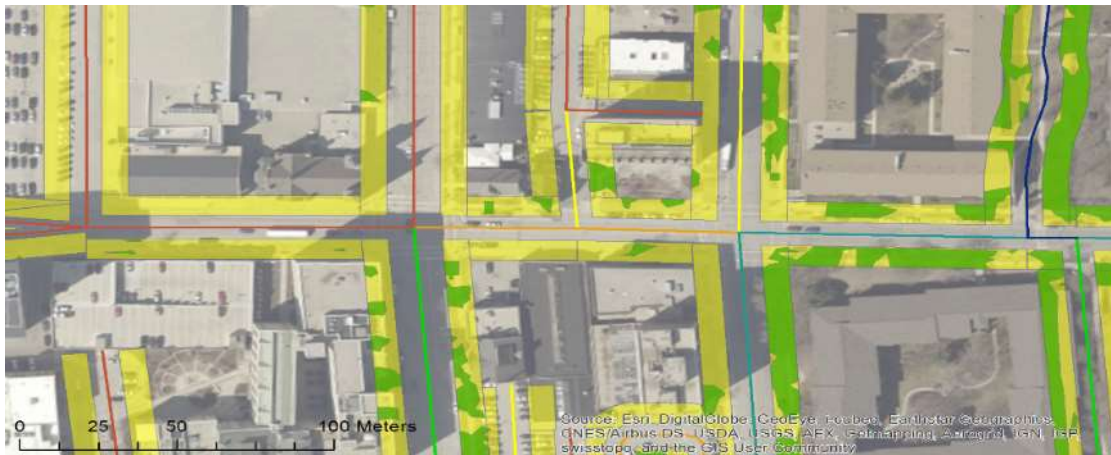 0 25 50 100 Meters
Source: Esri, DigitalGlobe, GeoEye, i-cubed, Earthstar Geographics,
CNES/Airbus DS, USDA, USGS, AEX, Getmapping, Aerogrid, IGN, IGP,
swisstopo, and the GIS User Community